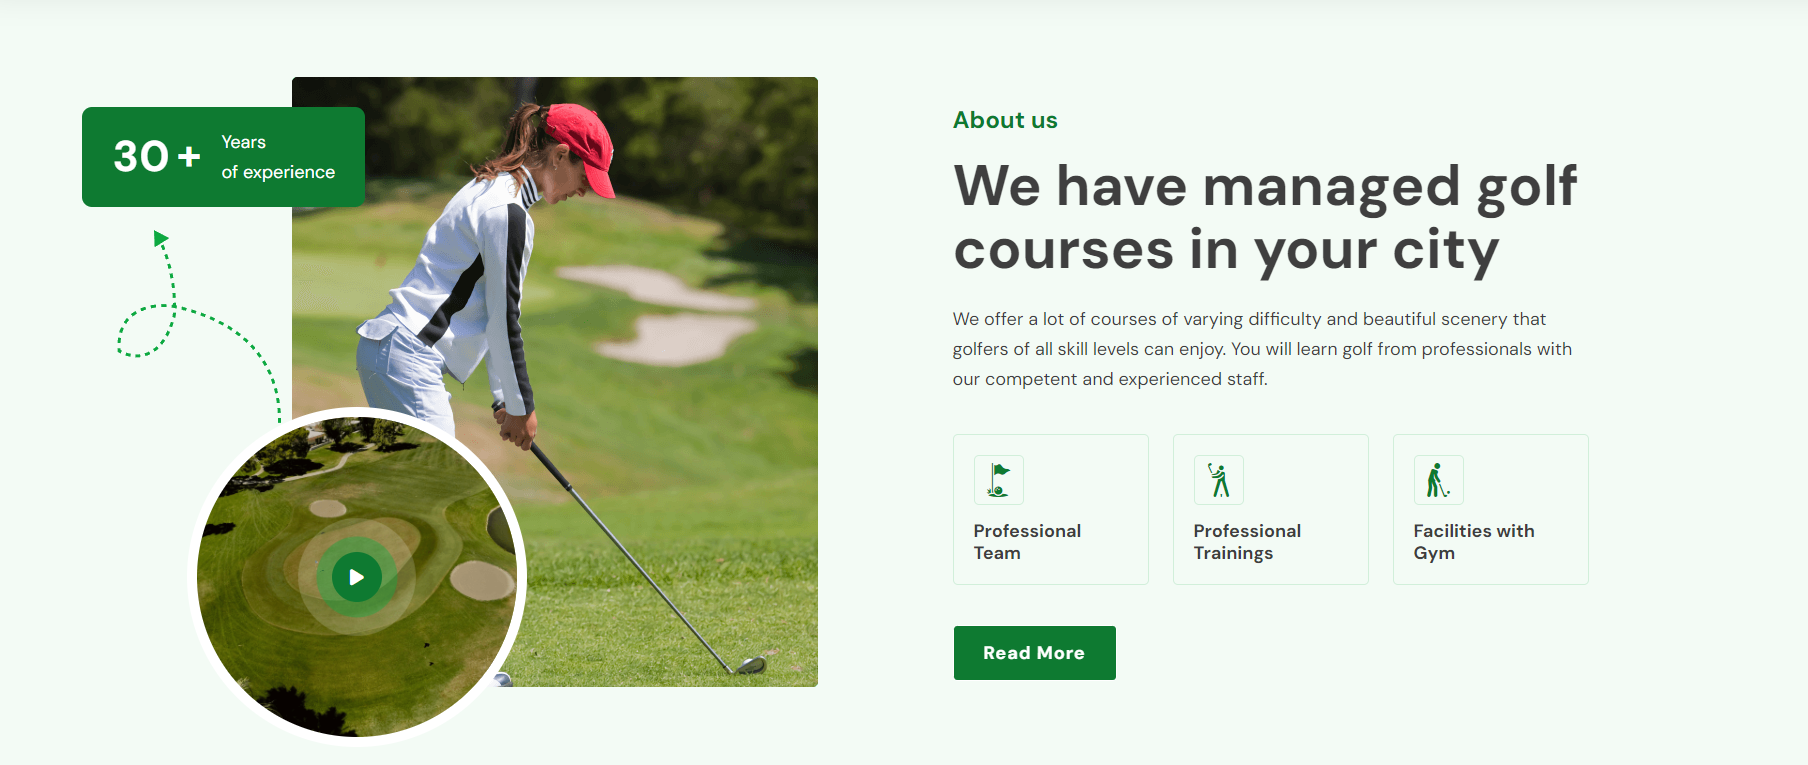 30+
Years
of experience
About us
We have managed golf
courses in your city
We offer a lot of courses of varying difficulty and beautiful scenery that
golfers of all skill levels can enjoy. You will learn golf from professionals with
our competent and experienced staff.
Professional
Team
Professional
Trainings
Facilities with
Gym
Read More